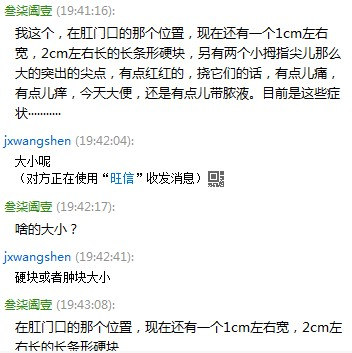 叁柒阁壹 (19:41:16):
我这个，在肛门口的那个位置，现在还有一个1cm左右
宽，2cm左右长的长条形硬块，另有两个小拇指尖儿那么
大的突出的尖点，有点红红的，挠它们的话，有点儿痛，
有点儿痒，今天大便，还是有点儿带脓液。目前是这些症
状...........
jxwangshen (19:42:04):
大小呢
(对方正在使用“旺信”收发消息)
叁柒阁壹 (19:42:17):
啥的大小？
jxwangshen (19:42:41):
硬块或者肿块大小
叁柒阁壹 (19:43:08):
在肛门口的那个位置，现在还有一个1cm左右宽，2cm左
右长的长条形硬块